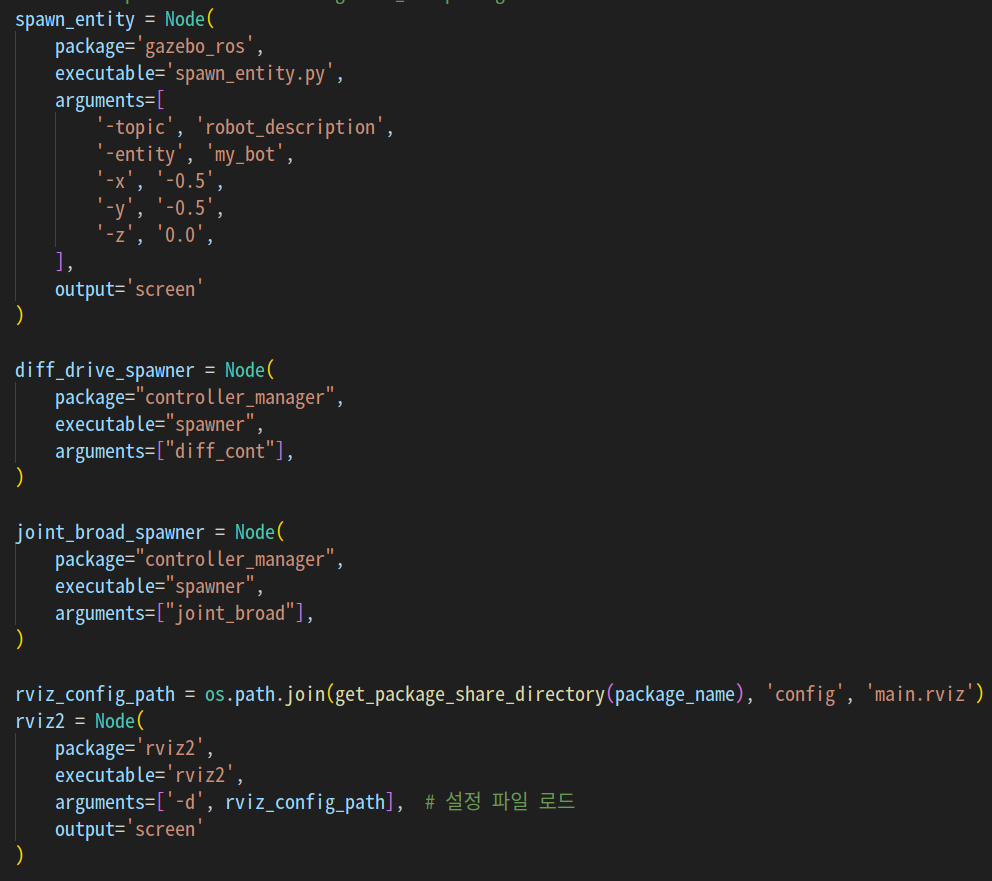 spawn_entity = Node(
    package='gazebo_ros',
    executable='spawn_entity.py',
    arguments=[
        '-topic', 'robot_description',
        '-entity', 'my_bot',
        '-x', '-0.5',
        '-y', '-0.5',
        '-z', '0.0',
    ],
    output='screen'
)

diff_drive_spawner = Node(
    package="controller_manager",
    executable="spawner",
    arguments=["diff_cont"],
)

joint_broad_spawner = Node(
    package="controller_manager",
    executable="spawner",
    arguments=["joint_broad"],
)

rviz_config_path = os.path.join(get_package_share_directory(package_name), 'config', 'main.rviz')
rviz2 = Node(
    package='rviz2',
    executable='rviz2',
    arguments=['-d', rviz_config_path],  # 설정 파일 로드
    output='screen'
)